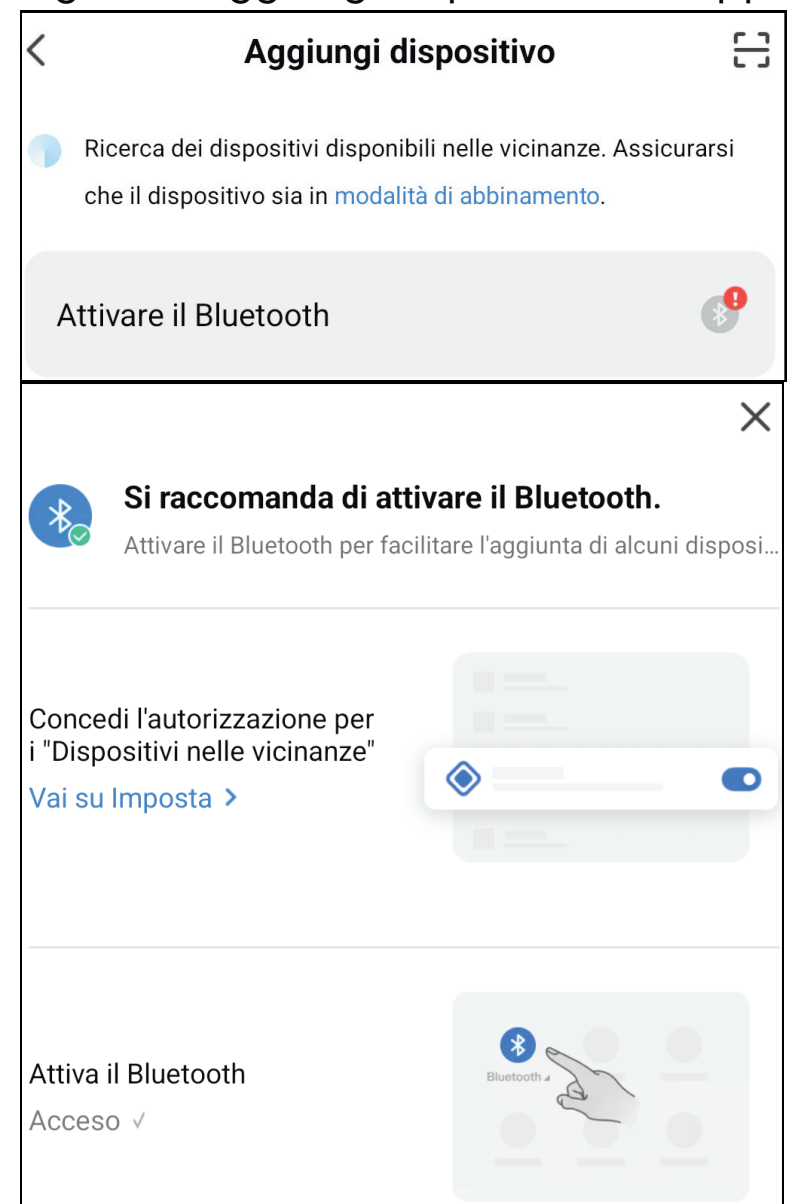 Aggiungi dispositivo
Ricerca dei dispositivi disponibili nelle vicinanze. Assicurarsi
che il dispositivo sia in modalità di abbinamento.
Attivare il Bluetooth
Si raccomanda di attivare il Bluetooth.
Attivare il Bluetooth per facilitare l'aggiunta di alcuni disposi...
Concedi l'autorizzazione per
i "Dispositivi nelle vicinanze"
Vai su Imposta >
Bluetooth
Attiva il Bluetooth
Acceso √